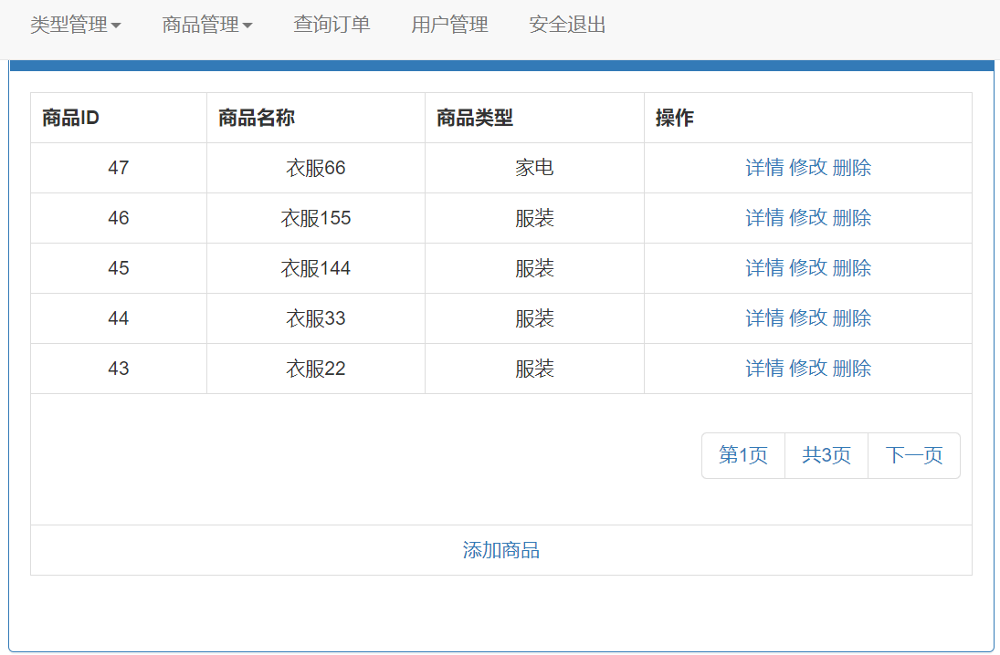 类型管理 商品管理 查询订单 用户管理 安全退出
商品ID 商品名称 商品类型 操作
47 衣服66 家电 详情 修改 删除
46 衣服155 服装 详情 修改 删除
45 衣服144 服装 详情 修改 删除
44 衣服33 服装 详情 修改 删除
43 衣服22 服装 详情 修改 删除
第1页 共3页 下一页
添加商品